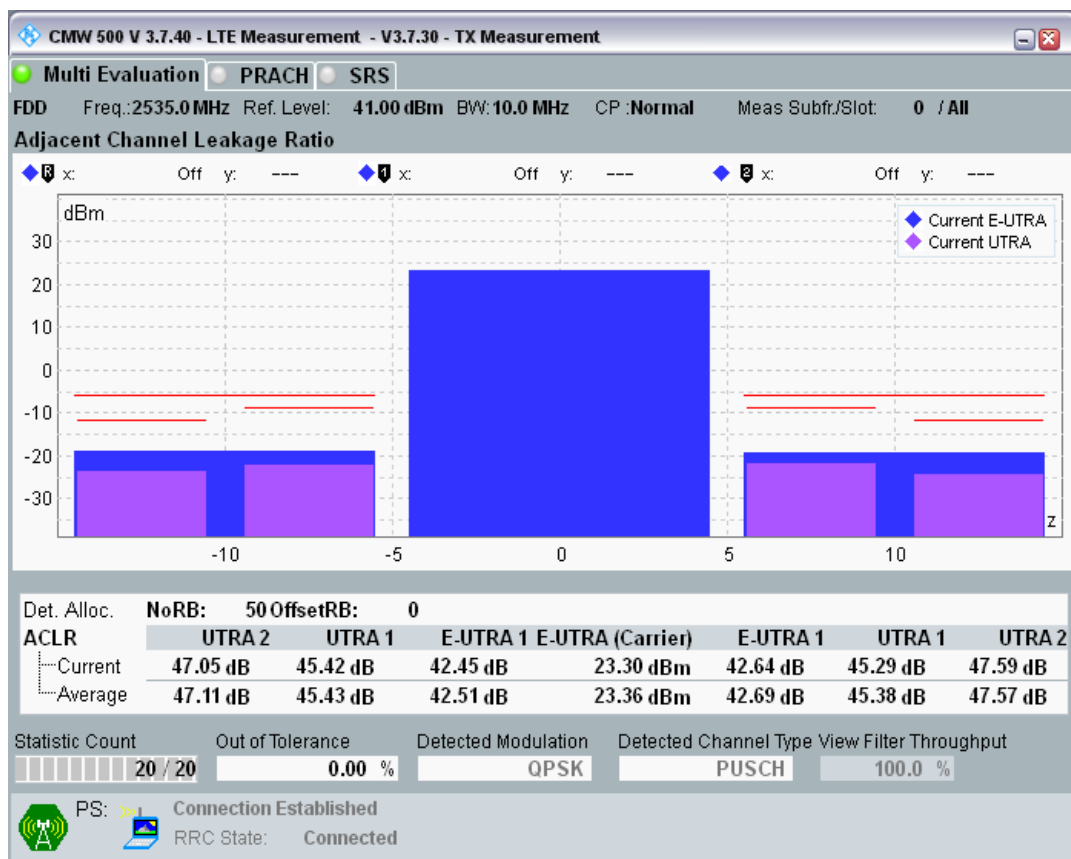 CMW 500 V 3.7.40 - LTE Measurement - V3.7.30 - TX Measurement
Multi Evaluation PRACH SRS
FDD Freq.:2535.0 MHz Ref. Level: 41.00 dBm BW:10.0 MHz CP :Normal Meas Subfr./Slot: 0 / All
Adjacent Channel Leakage Ratio
R x: Off y: --- 1 x: Off y: --- 2 x: Off y: ---
dBm
Current E-UTRA
Current UTRA
30
20
10
0
-10
-20
-30
z
-10 -5 0 5 10
Det. Alloc. NoRB: 50 OffsetRB: 0
ACLR UTRA 2 UTRA 1 E-UTRA 1 E-UTRA (Carrier) E-UTRA 1 UTRA 1 UTRA 2
Current 47.05 dB 45.42 dB 42.45 dB 23.30 dBm 42.64 dB 45.29 dB 47.59 dB
Average 47.11 dB 45.43 dB 42.51 dB 23.36 dBm 42.69 dB 45.38 dB 47.57 dB
Statistic Count Out of Tolerance Detected Modulation Detected Channel Type View Filter Throughput
20 / 20 0.00 % QPSK PUSCH 100.0 %
PS: Connection Established
RRC State: Connected